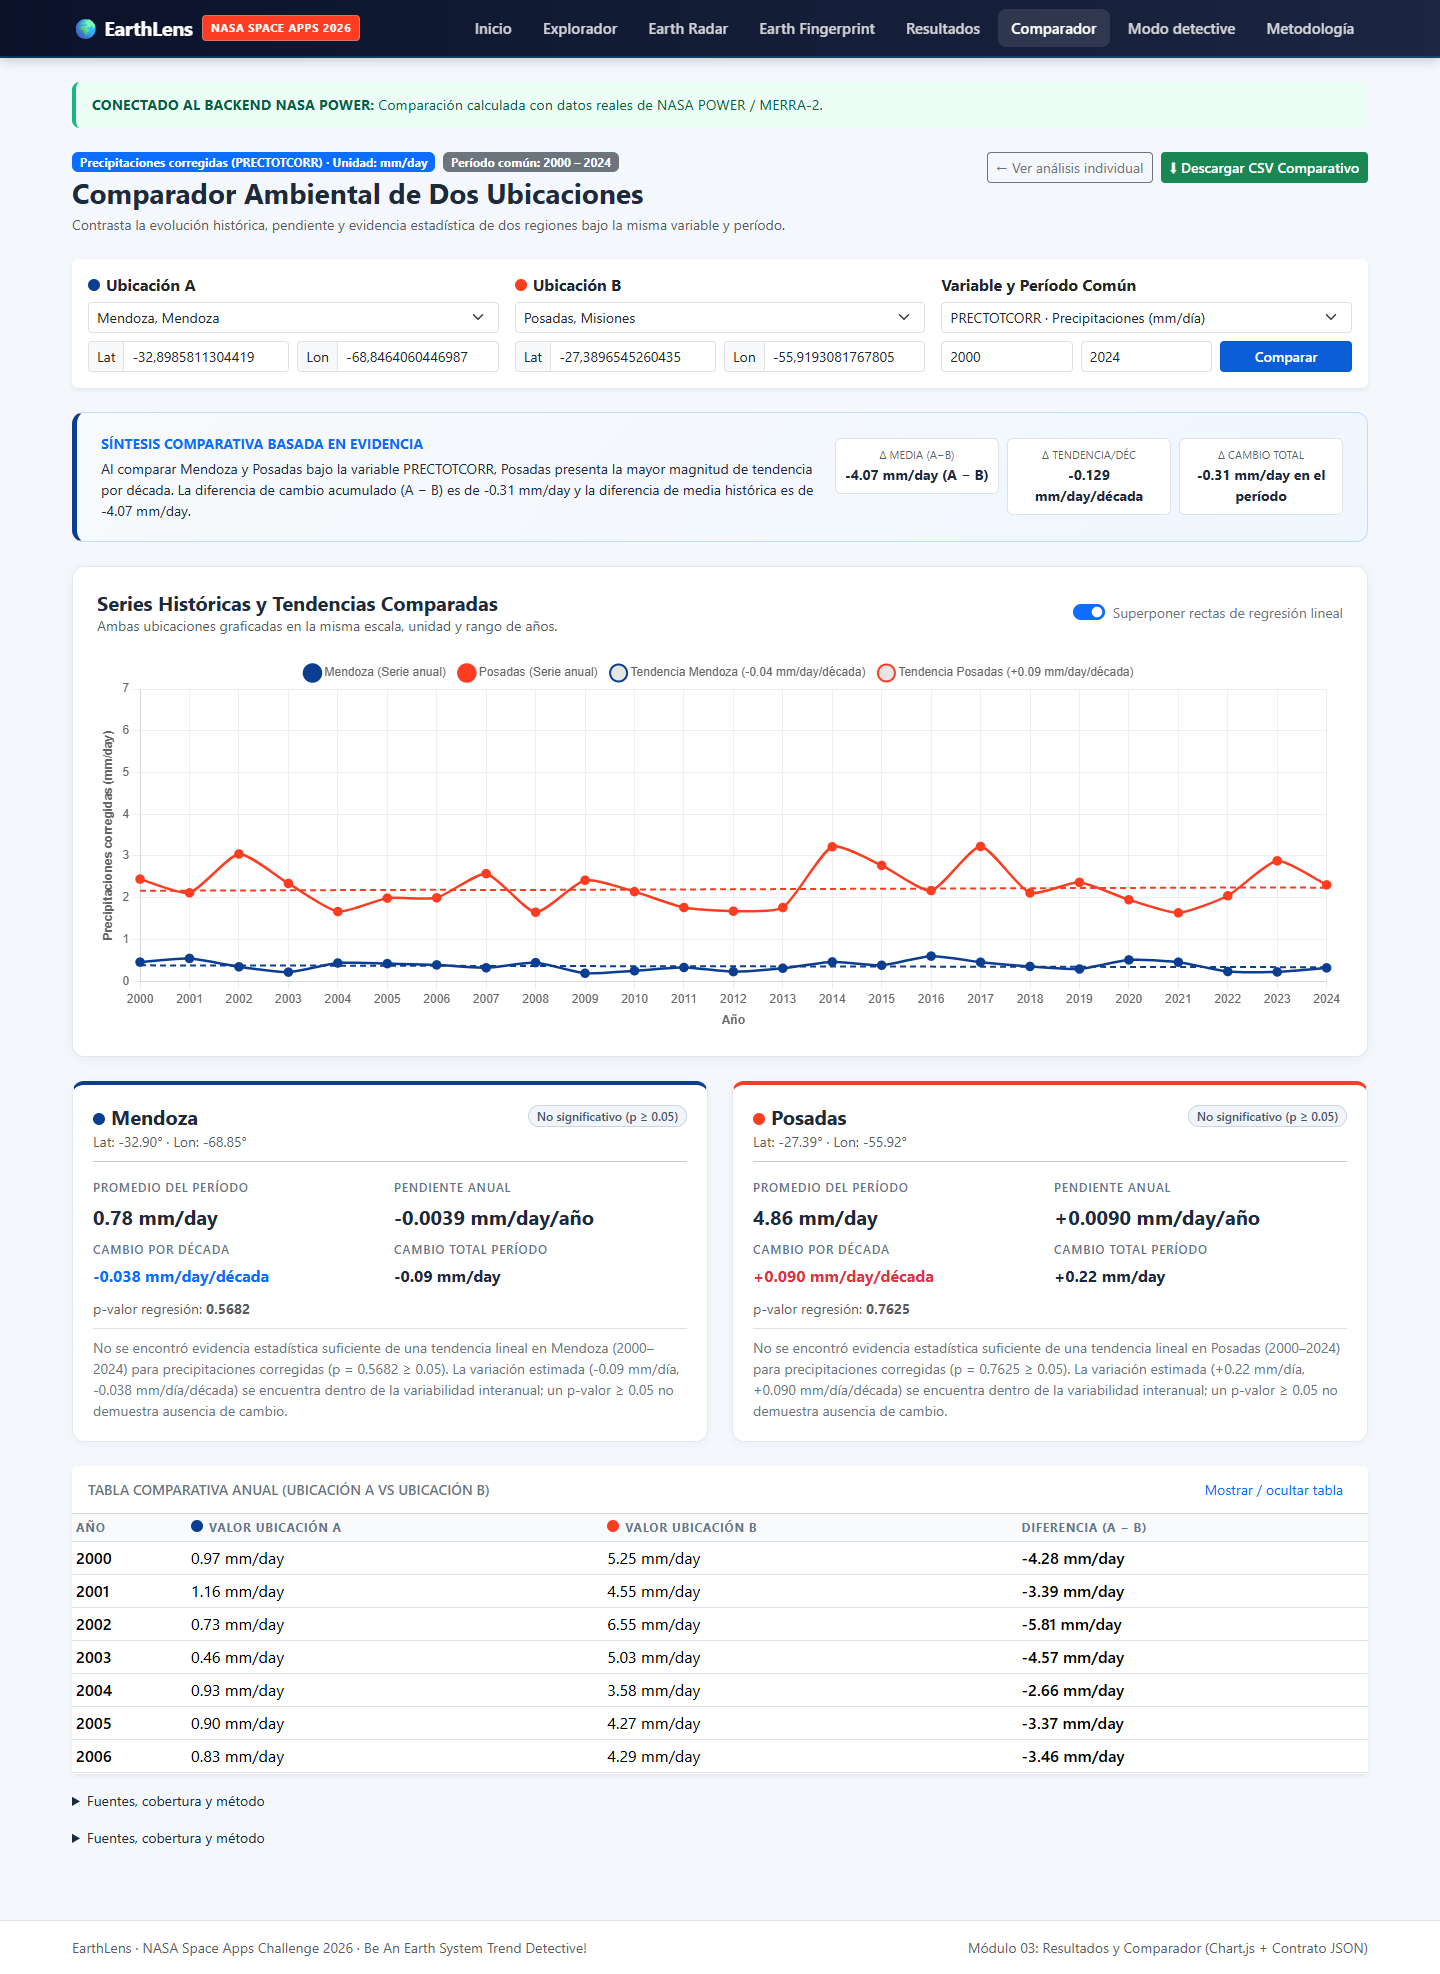 EarthLens NASA SPACE APPS 2026 Inicio Explorador Earth Radar Earth Fingerprint Resultados Comparador Modo detective Metodología
CONECTADO AL BACKEND NASA POWER: Comparación calculada con datos reales de NASA POWER / MERRA-2.
Precipitaciones corregidas (PRECTOTCORR) · Unidad: mm/day Período común: 2000 – 2024
← Ver análisis individual ⬇ Descargar CSV Comparativo
Comparador Ambiental de Dos Ubicaciones
Contrasta la evolución histórica, pendiente y evidencia estadística de dos regiones bajo la misma variable y período.
Ubicación A
Mendoza, Mendoza
Lat -32,8985811304419 Lon -68,8464060446987
Ubicación B
Posadas, Misiones
Lat -27,3896545260435 Lon -55,9193081767805
Variable y Período Común
PRECTOTCORR · Precipitaciones (mm/día)
2000 2024 Comparar
SÍNTESIS COMPARATIVA BASADA EN EVIDENCIA
Al comparar Mendoza y Posadas bajo la variable PRECTOTCORR, Posadas presenta la mayor magnitud de tendencia
por década. La diferencia de cambio acumulado (A − B) es de -0.31 mm/day y la diferencia de media histórica es de
-4.07 mm/day.
Δ MEDIA (A−B)
-4.07 mm/day (A − B)
Δ TENDENCIA/DÉC
-0.129
mm/day/década
Δ CAMBIO TOTAL
-0.31 mm/day en el
período
Series Históricas y Tendencias Comparadas
Ambas ubicaciones graficadas en la misma escala, unidad y rango de años.
Superponer rectas de regresión lineal
Mendoza (Serie anual) Posadas (Serie anual) Tendencia Mendoza (-0.04 mm/day/década) Tendencia Posadas (+0.09 mm/day/década)
Precipitaciones corregidas (mm/day)
7
6
5
4
3
2
1
0
2000 2001 2002 2003 2004 2005 2006 2007 2008 2009 2010 2011 2012 2013 2014 2015 2016 2017 2018 2019 2020 2021 2022 2023 2024
Año
Mendoza No significativo (p ≥ 0.05)
Lat: -32.90° · Lon: -68.85°
PROMEDIO DEL PERÍODO PENDIENTE ANUAL
0.78 mm/day -0.0039 mm/day/año
CAMBIO POR DÉCADA CAMBIO TOTAL PERÍODO
-0.038 mm/day/década -0.09 mm/day
p-valor regresión: 0.5682
No se encontró evidencia estadística suficiente de una tendencia lineal en Mendoza (2000–
2024) para precipitaciones corregidas (p = 0.5682 ≥ 0.05). La variación estimada (-0.09 mm/día,
-0.038 mm/día/década) se encuentra dentro de la variabilidad interanual; un p-valor ≥ 0.05 no
demuestra ausencia de cambio.
Posadas No significativo (p ≥ 0.05)
Lat: -27.39° · Lon: -55.92°
PROMEDIO DEL PERÍODO PENDIENTE ANUAL
4.86 mm/day +0.0090 mm/day/año
CAMBIO POR DÉCADA CAMBIO TOTAL PERÍODO
+0.090 mm/day/década +0.22 mm/day
p-valor regresión: 0.7625
No se encontró evidencia estadística suficiente de una tendencia lineal en Posadas (2000–2024)
para precipitaciones corregidas (p = 0.7625 ≥ 0.05). La variación estimada (+0.22 mm/día,
+0.090 mm/día/década) se encuentra dentro de la variabilidad interanual; un p-valor ≥ 0.05 no
demuestra ausencia de cambio.
TABLA COMPARATIVA ANUAL (UBICACIÓN A VS UBICACIÓN B) Mostrar / ocultar tabla
AÑO VALOR UBICACIÓN A VALOR UBICACIÓN B DIFERENCIA (A − B)
2000 0.97 mm/day 5.25 mm/day -4.28 mm/day
2001 1.16 mm/day 4.55 mm/day -3.39 mm/day
2002 0.73 mm/day 6.55 mm/day -5.81 mm/day
2003 0.46 mm/day 5.03 mm/day -4.57 mm/day
2004 0.93 mm/day 3.58 mm/day -2.66 mm/day
2005 0.90 mm/day 4.27 mm/day -3.37 mm/day
2006 0.83 mm/day 4.29 mm/day -3.46 mm/day
Fuentes, cobertura y método
Fuentes, cobertura y método
EarthLens · NASA Space Apps Challenge 2026 · Be An Earth System Trend Detective! Módulo 03: Resultados y Comparador (Chart.js + Contrato JSON)